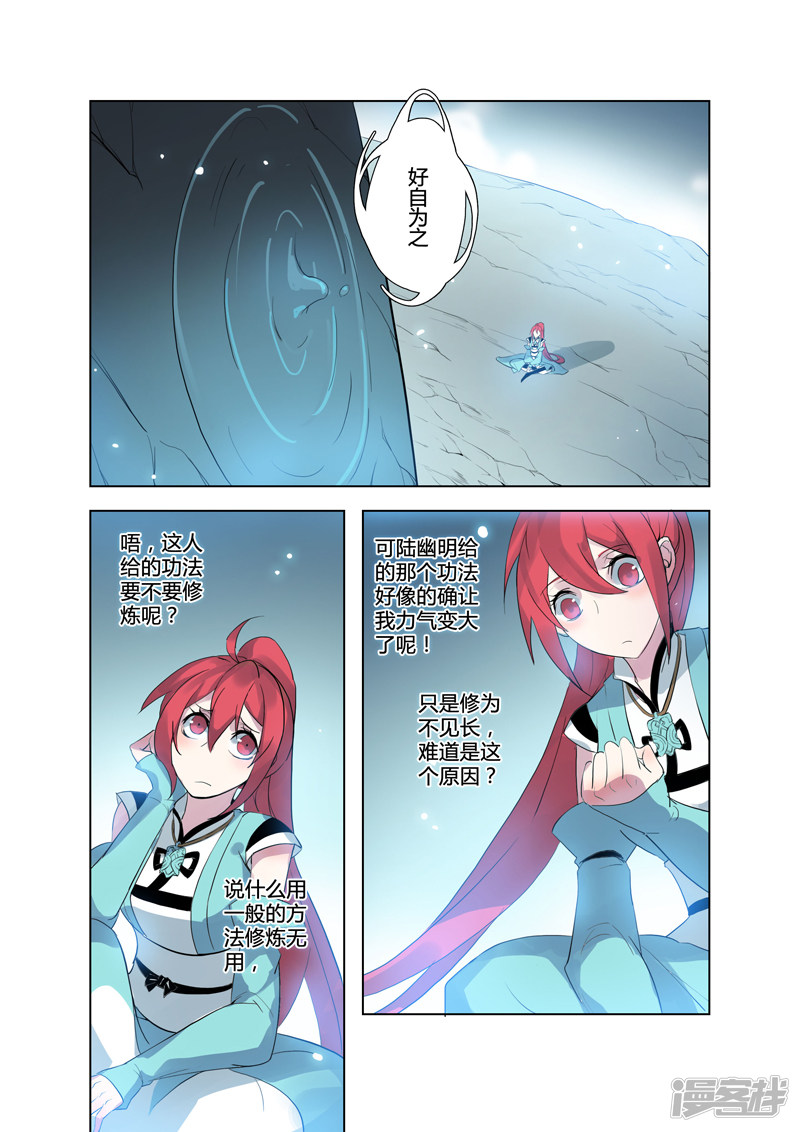 好自为之
唔，这人
给的功法
要不要修
炼呢？
说什么用
一般的方
法修炼无
用，
可陆幽明给
的那个功法
好像的确让
我力气变大
了呢！
只是修为
不见长，
难道是这
个原因？
漫客栈